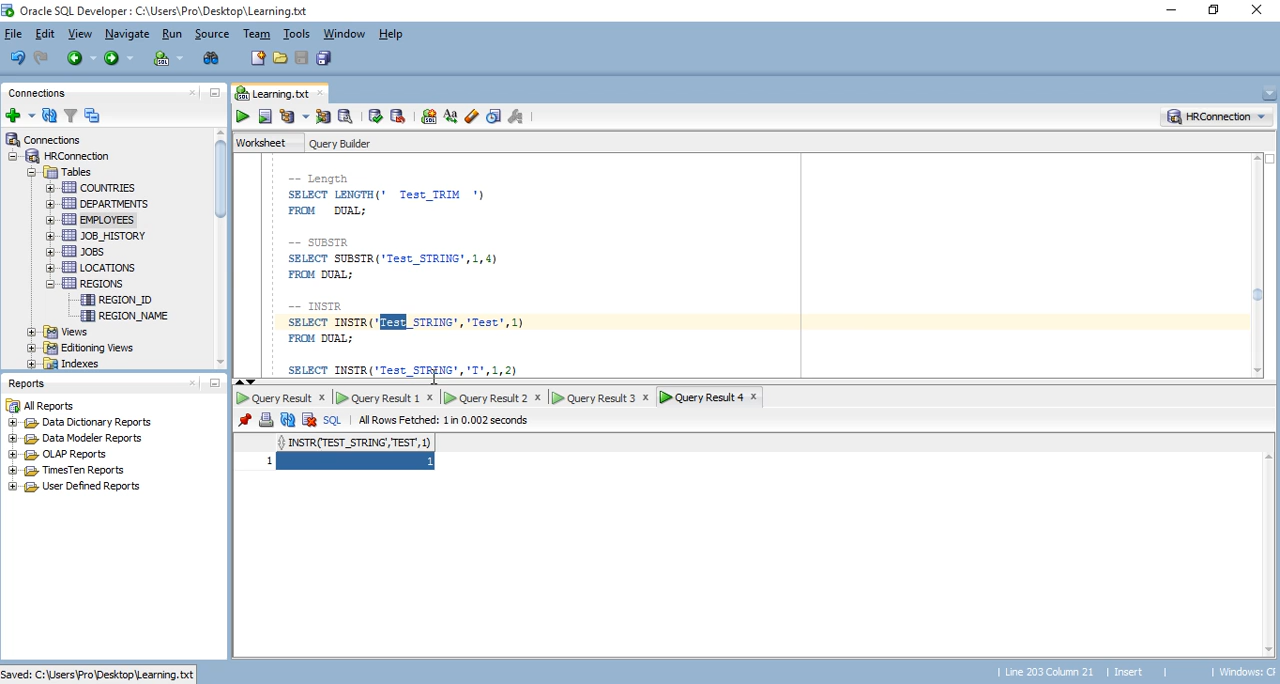 Oracle SQL Developer : C:\Users\Pro\Desktop\Learning.txt
File Edit View Navigate Run Source Team Tools Window Help
Connections
Connections
HRConnection
Tables
COUNTRIES
DEPARTMENTS
EMPLOYEES
JOB_HISTORY
JOBS
LOCATIONS
REGIONS
REGION_ID
REGION_NAME
Views
Editioning Views
Indexes
Reports
All Reports
Data Dictionary Reports
Data Modeler Reports
OLAP Reports
TimesTen Reports
User Defined Reports
Learning.txt
HRConnection
Worksheet Query Builder
-- Length
SELECT LENGTH('  Test_TRIM  ')
FROM   DUAL;
-- SUBSTR
SELECT SUBSTR('Test_STRING',1,4)
FROM DUAL;
-- INSTR
SELECT INSTR('Test_STRING','Test',1)
FROM DUAL;
SELECT INSTR('Test_STRING','T',1,2)
Query Result Query Result 1 Query Result 2 Query Result 3 Query Result 4
SQL All Rows Fetched: 1 in 0.002 seconds
INSTR('TEST_STRING','TEST',1)
1 1
Saved: C:\Users\Pro\Desktop\Learning.txt
Line 203 Column 21 Insert Windows: